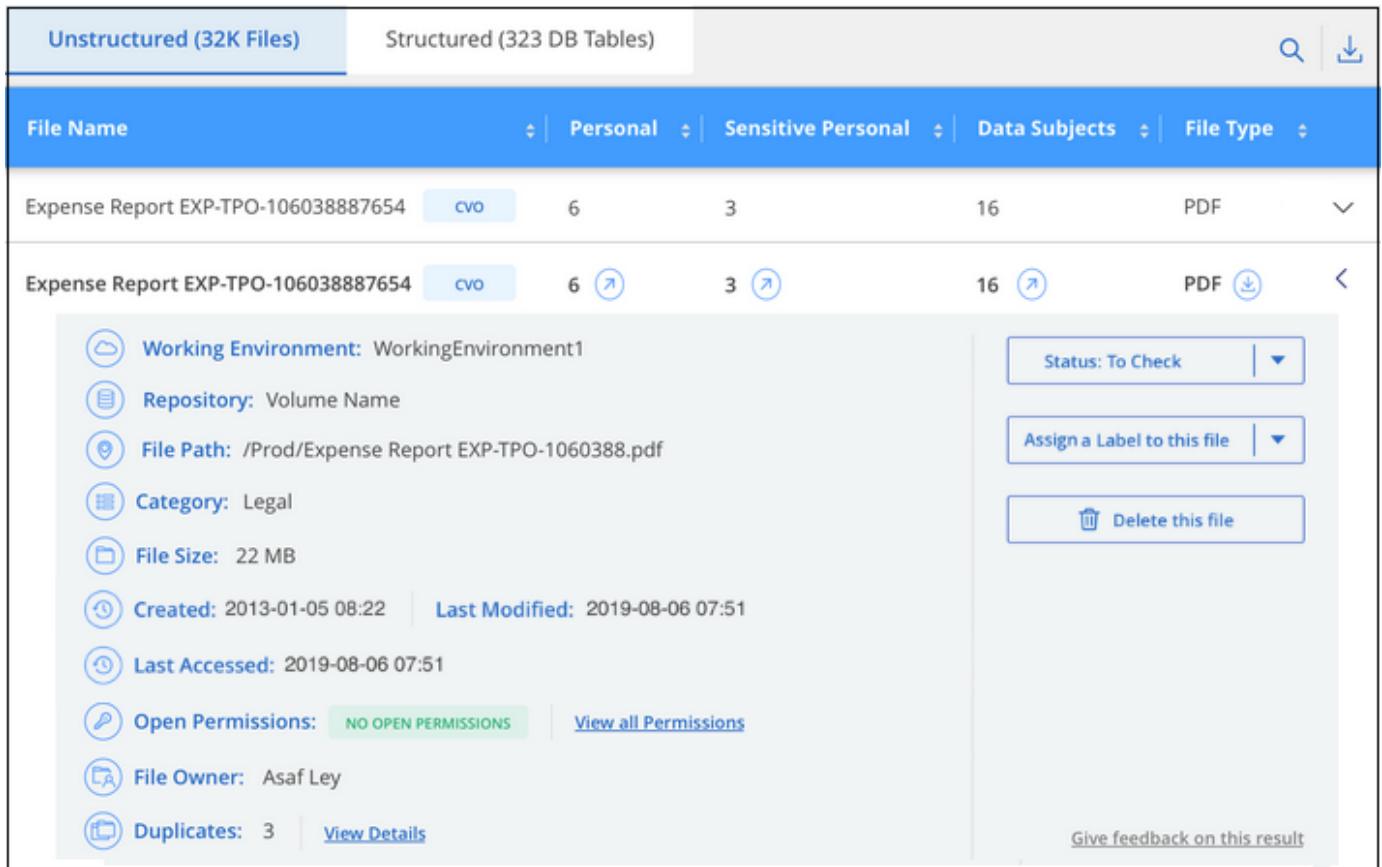 Unstructured (32K Files) Structured (323 DB Tables)
File Name Personal Sensitive Personal Data Subjects File Type
Expense Report EXP-TPO-106038887654 CVO 6 3 16 PDF
Expense Report EXP-TPO-106038887654 CVO 6 3 16 PDF
Working Environment: WorkingEnvironment1
Status: To Check
Repository: Volume Name
File Path: /Prod/Expense Report EXP-TPO-1060388.pdf
Assign a Label to this file
Category: Legal
Delete this file
File Size: 22 MB
Created: 2013-01-05 08:22 Last Modified: 2019-08-06 07:51
Last Accessed: 2019-08-06 07:51
Open Permissions: NO OPEN PERMISSIONS View all Permissions
File Owner: Asaf Ley
Duplicates: 3 View Details
Give feedback on this result